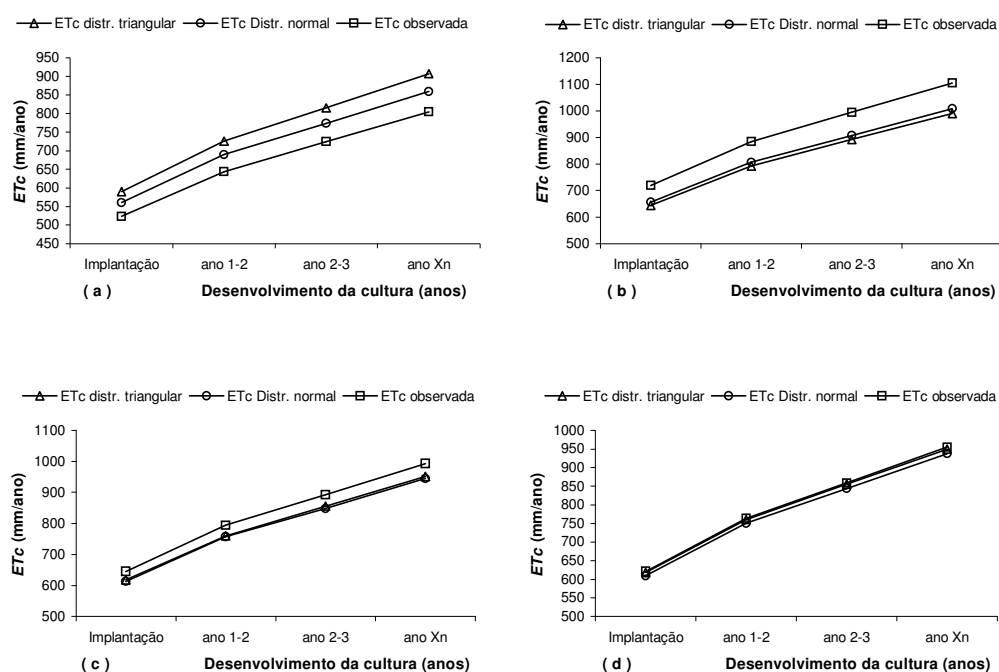 ETc distr. triangular ETc Distr. normal ETc observada
950
900
850
800
750
700
650
600
550
500
450
ETc (mm/ano)
Implantação ano 1-2 ano 2-3 ano Xn
( a ) Desenvolvimento da cultura (anos)
ETc distr. triangular ETc Distr. normal ETc observada
1100
1000
900
800
700
600
500
ETc (mm/ano)
Implantação ano 1-2 ano 2-3 ano Xn
( b ) Desenvolvimento da cultura (anos)
ETc distr. triangular ETc Distr. normal ETc observada
1100
1000
900
800
700
600
500
ETc (mm/ano)
Implantação ano 1-2 ano 2-3 ano Xn
( c ) Desenvolvimento da cultura (anos)
ETc distr. triangular ETc Distr. normal ETc observada
1000
950
900
850
800
750
700
650
600
550
500
ETc (mm/ano)
Implantação ano 1-2 ano 2-3 ano Xn
( d ) Desenvolvimento da cultura (anos)